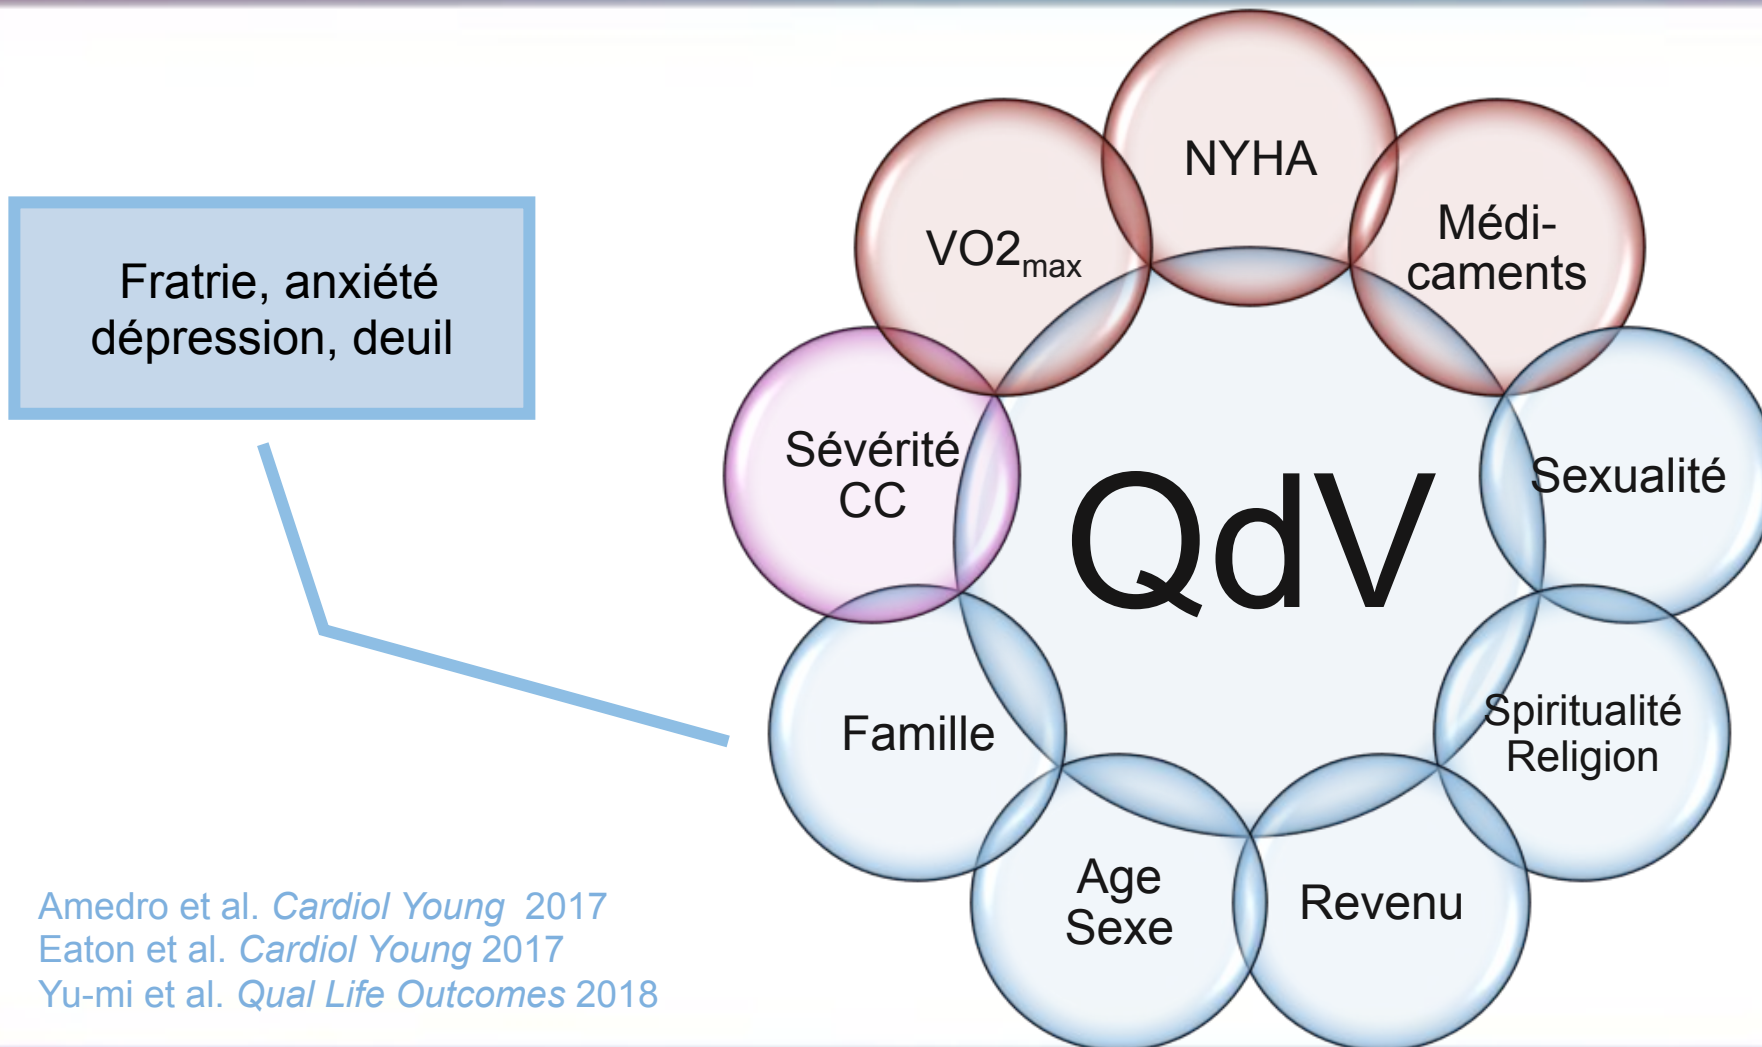 Fratrie, anxiété
dépression, deuil
NYHA
VO2max
Médi-
caments
Sévérité
CC
QdV
Sexualité
Famille
Spiritualité
Religion
Age
Sexe
Revenu
Amedro et al. Cardiol Young 2017
Eaton et al. Cardiol Young 2017
Yu-mi et al. Qual Life Outcomes 2018